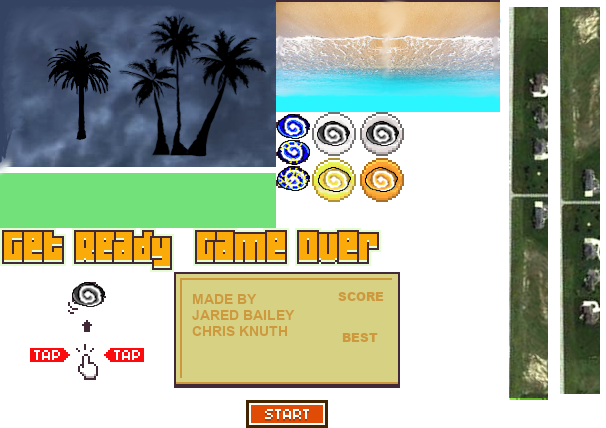 Get Ready Game Over
MADE BY SCORE
JARED BAILEY
CHRIS KNUTH
BEST
TAP TAP
START